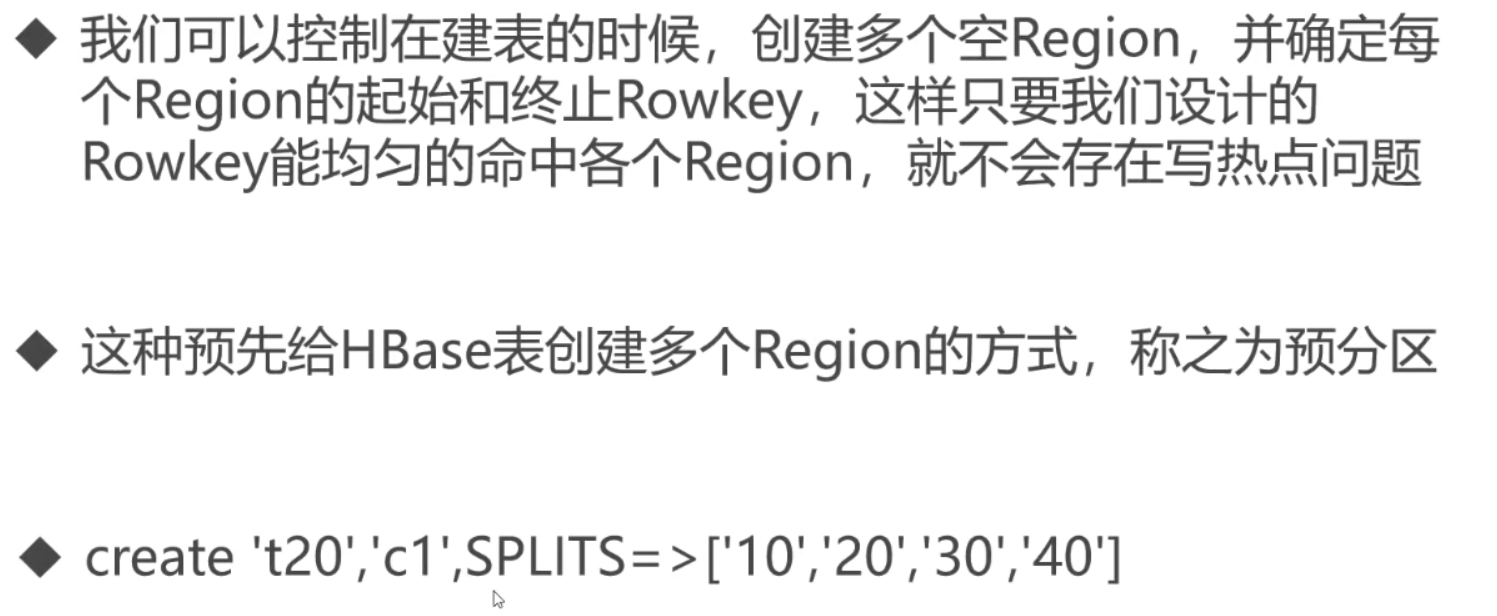 ◆ 我们可以控制在建表的时候，创建多个空Region，并确定每
个Region的起始和终止Rowkey，这样只要我们设计的
Rowkey能均匀的命中各个Region，就不会存在写热点问题
◆ 这种预先给HBase表创建多个Region的方式，称之为预分区
◆ create 't20','c1',SPLITS=>['10','20','30','40']